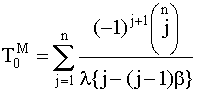 T_0^M = \sum_{j=1}^{n} \frac{(-1)^{j+1} \binom{n}{j}}{\lambda\{j-(j-1)\beta\}}